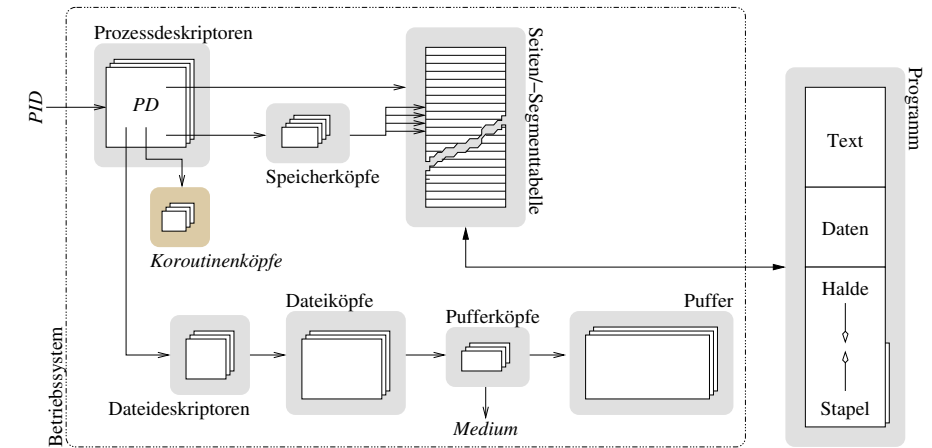 Prozessdeskriptoren
PID
PD
Speicherköpfe
Seiten/−Segmenttabelle
Koroutinenköpfe
Programm
Text
Daten
Halde
Stapel
Dateiköpfe
Pufferköpfe
Puffer
Dateideskriptoren
Medium
Betriebssystem